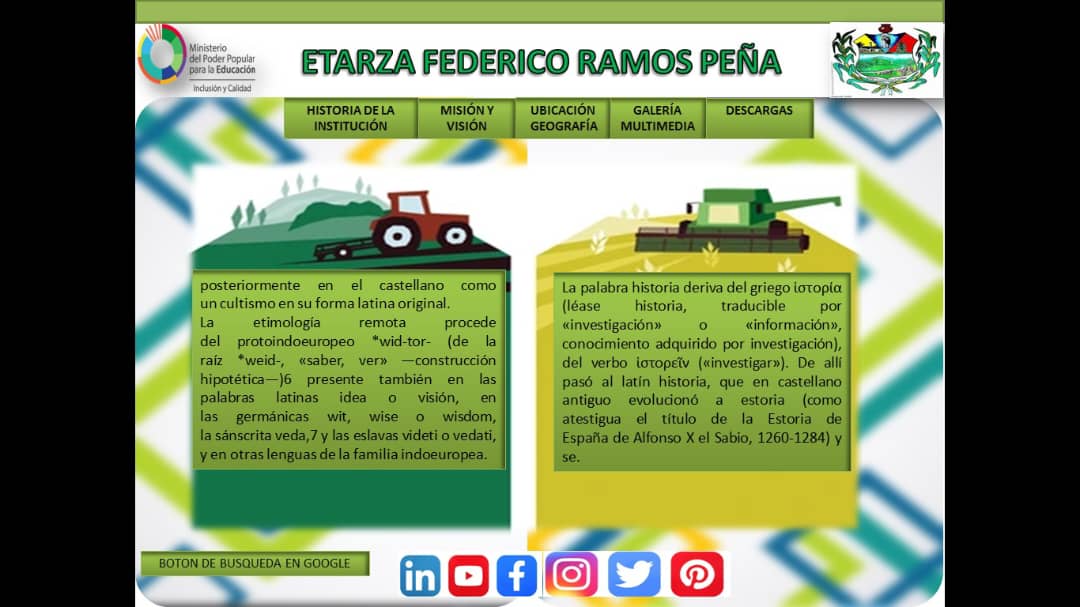 Ministerio
del Poder Popular
para la Educación
Inclusión y Calidad
ETARZA FEDERICO RAMOS PEÑA
HISTORIA DE LA
INSTITUCIÓN
MISIÓN Y
VISIÓN
UBICACIÓN
GEOGRAFÍA
GALERÍA
MULTIMEDIA
DESCARGAS
posteriormente en el castellano como
un cultismo en su forma latina original.
La etimología remota procede
del protoindoeuropeo *wid-tor- (de la
raíz *weid-, «saber, ver» —construcción
hipotética—)6 presente también en las
palabras latinas idea o visión, en
las germánicas wit, wise o wisdom,
la sánscrita veda,7 y las eslavas videti o vedati,
y en otras lenguas de la familia indoeuropea.
La palabra historia deriva del griego ἱστορία
(léase historia, traducible por
«investigación» o «información»,
conocimiento adquirido por investigación),
del verbo ἱστορεῖν («investigar»). De allí
pasó al latín historia, que en castellano
antiguo evolucionó a estoria (como
atestigua el título de la Estoria de
España de Alfonso X el Sabio, 1260-1284) y
se.
BOTON DE BUSQUEDA EN GOOGLE